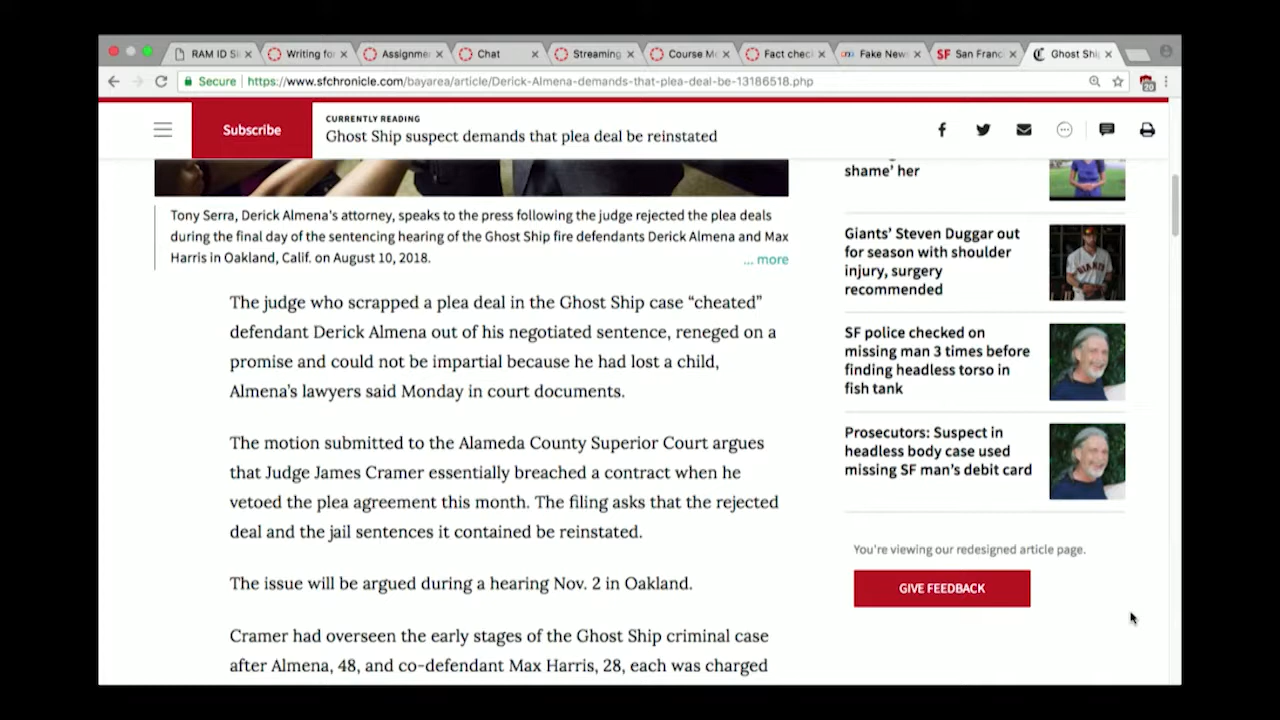 RAM ID Sl
Writing for
Assignmer
Chat
Streaming
Course Mo
Fact check
Fake News
SF San Franci
Ghost Ship
Secure
https://www.sfchronicle.com/bayarea/article/Derick-Almena-demands-that-plea-deal-be-13186518.php
20
Subscribe
CURRENTLY READING
Ghost Ship suspect demands that plea deal be reinstated
Tony Serra, Derick Almena's attorney, speaks to the press following the judge rejected the plea deals
during the final day of the sentencing hearing of the Ghost Ship fire defendants Derick Almena and Max
Harris in Oakland, Calif. on August 10, 2018.
... more
The judge who scrapped a plea deal in the Ghost Ship case “cheated”
defendant Derick Almena out of his negotiated sentence, reneged on a
promise and could not be impartial because he had lost a child,
Almena’s lawyers said Monday in court documents.
The motion submitted to the Alameda County Superior Court argues
that Judge James Cramer essentially breached a contract when he
vetoed the plea agreement this month. The filing asks that the rejected
deal and the jail sentences it contained be reinstated.
The issue will be argued during a hearing Nov. 2 in Oakland.
Cramer had overseen the early stages of the Ghost Ship criminal case
after Almena, 48, and co-defendant Max Harris, 28, each was charged
shame’ her
Giants’ Steven Duggar out
for season with shoulder
injury, surgery
recommended
SF police checked on
missing man 3 times before
finding headless torso in
fish tank
Prosecutors: Suspect in
headless body case used
missing SF man’s debit card
You're viewing our redesigned article page.
GIVE FEEDBACK